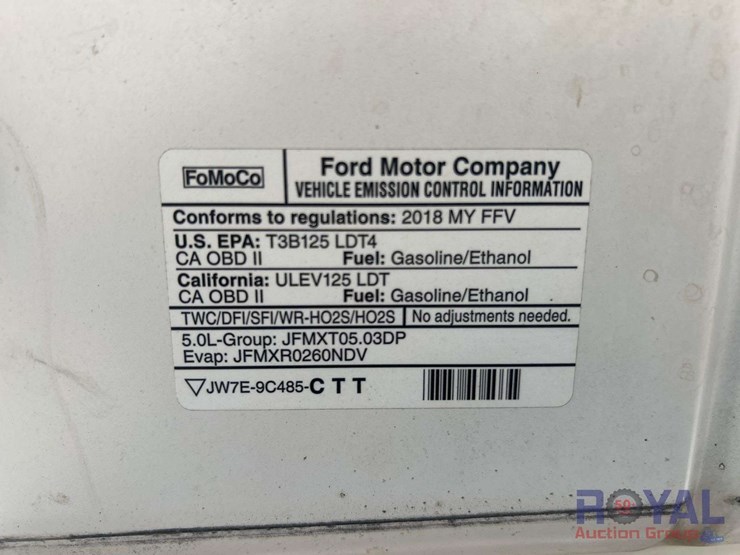 FoMoCo
Ford Motor Company
VEHICLE EMISSION CONTROL INFORMATION
Conforms to regulations: 2018 MY FFV
U.S. EPA: T3B125 LDT4
CA OBD II Fuel: Gasoline/Ethanol
California: ULEV125 LDT
CA OBD II Fuel: Gasoline/Ethanol
TWC/DFI/SFI/WR-HO2S/HO2S No adjustments needed.
5.0L-Group: JFMXT05.03DP
Evap: JFMXR0260NDV
JW7E-9C485-CTT
ROYAL
Auction Group